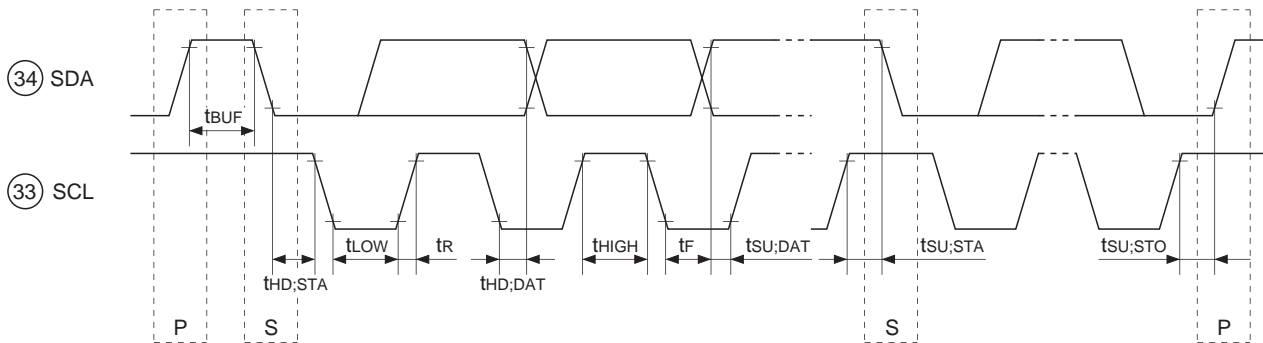 34 SDA
tBUF
33 SCL
tLOW tR tHIGH tF tSU;DAT tSU;STA tSU;STO
tHD;STA tHD;DAT
P S S P